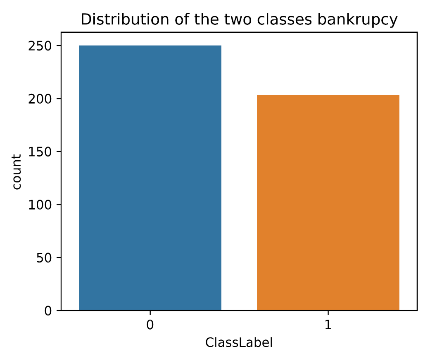 Distribution of the two classes bankrupcy
250
200
150
100
50
0
count
0 1
ClassLabel